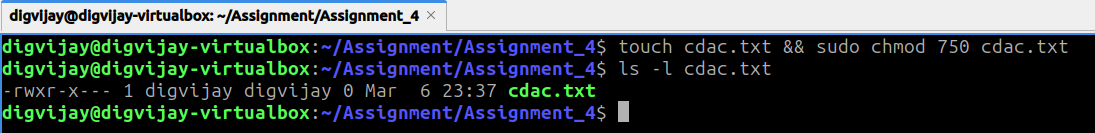 digvijay@digvijay-virtualbox: ~/Assignment/Assignment_4 ×
digvijay@digvijay-virtualbox:~/Assignment/Assignment_4$ touch cdac.txt && sudo chmod 750 cdac.txt
digvijay@digvijay-virtualbox:~/Assignment/Assignment_4$ ls -l cdac.txt
-rwxr-x--- 1 digvijay digvijay 0 Mar  6 23:37 cdac.txt
digvijay@digvijay-virtualbox:~/Assignment/Assignment_4$